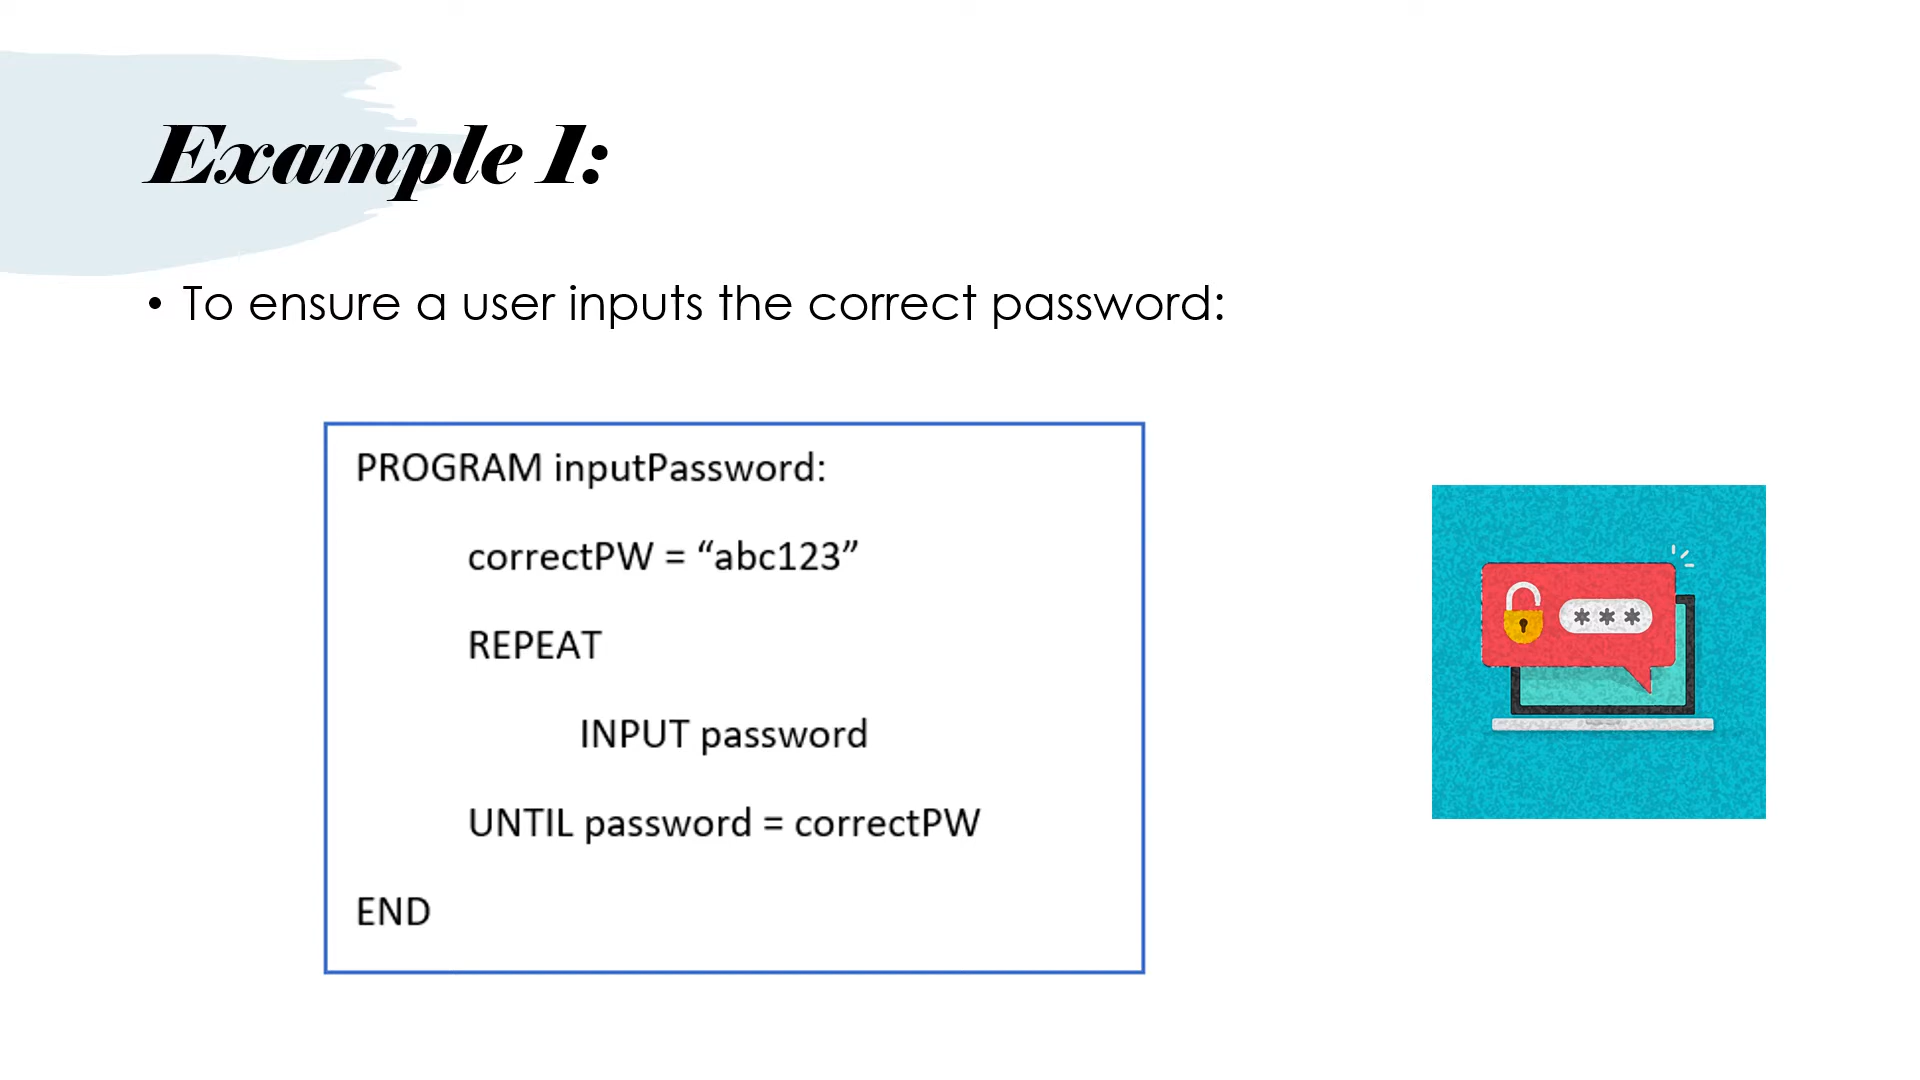 Example 1:
• To ensure a user inputs the correct password:
PROGRAM inputPassword:
correctPW = “abc123”
REPEAT
INPUT password
UNTIL password = correctPW
END
***